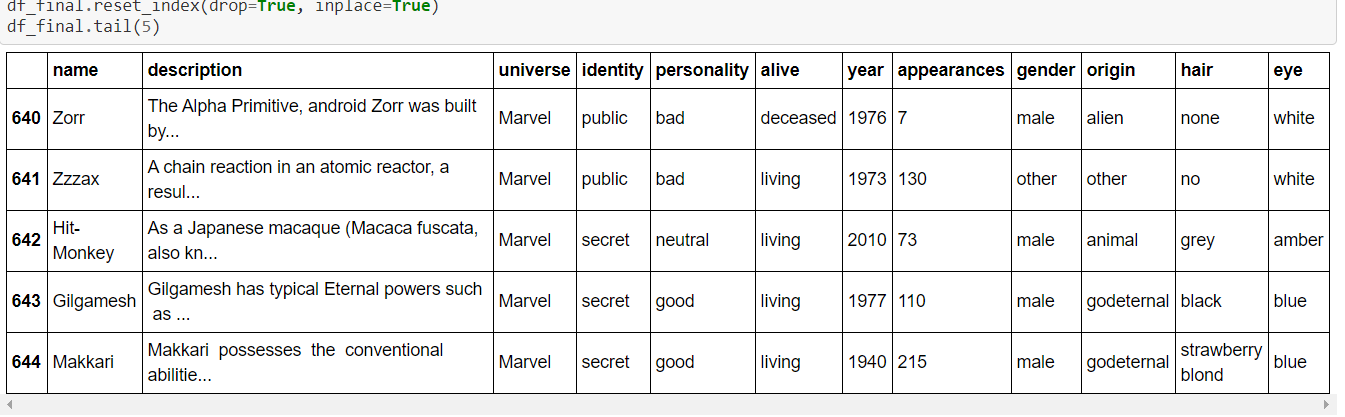 df_final.reset_index(drop=True, inplace=True)
df_final.tail(5)
name description universe identity personality alive year appearances gender origin hair eye
640 Zorr The Alpha Primitive, android Zorr was built by... Marvel public bad deceased 1976 7 male alien none white
641 Zzzax A chain reaction in an atomic reactor, a resul... Marvel public bad living 1973 130 other other no white
642 Hit-Monkey As a Japanese macaque (Macaca fuscata, also kn... Marvel secret neutral living 2010 73 male animal grey amber
643 Gilgamesh Gilgamesh has typical Eternal powers such as ... Marvel secret good living 1977 110 male godeternal black blue
644 Makkari Makkari possesses the conventional abilitie... Marvel secret good living 1940 215 male godeternal strawberry blond blue